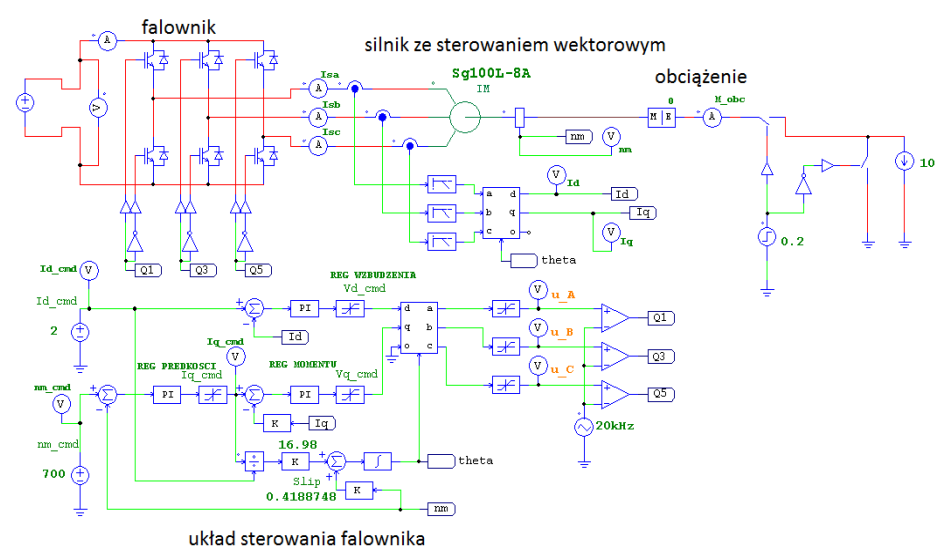 falownik
silnik ze sterowaniem wektorowym
Sg100L-8A
IM
obciążenie
A
V
Isa
A
Isb
A
Isc
A
nm
V
nm
M E
0
M_obc
A
10
0.2
a
b
c
d
q
o
V
Id
Id
Iq
V
Iq
theta
Q1
Q3
Q5
Id_cmd
V
Id_cmd
2
REG WZBUDZENIA
Vd_cmd
PI
Id
d
q
o
a
b
c
V
u_A
V
u_B
V
u_C
Q1
Q3
Q5
20kHz
REG PREDKOSCI
Iq_cmd
PI
Iq_cmd
V
REG MOMENTU
Vq_cmd
PI
K
Iq
nm_cmd
V
nm_cmd
700
16.98
K
Slip
0.4188748
K
∫
theta
nm
układ sterowania falownika